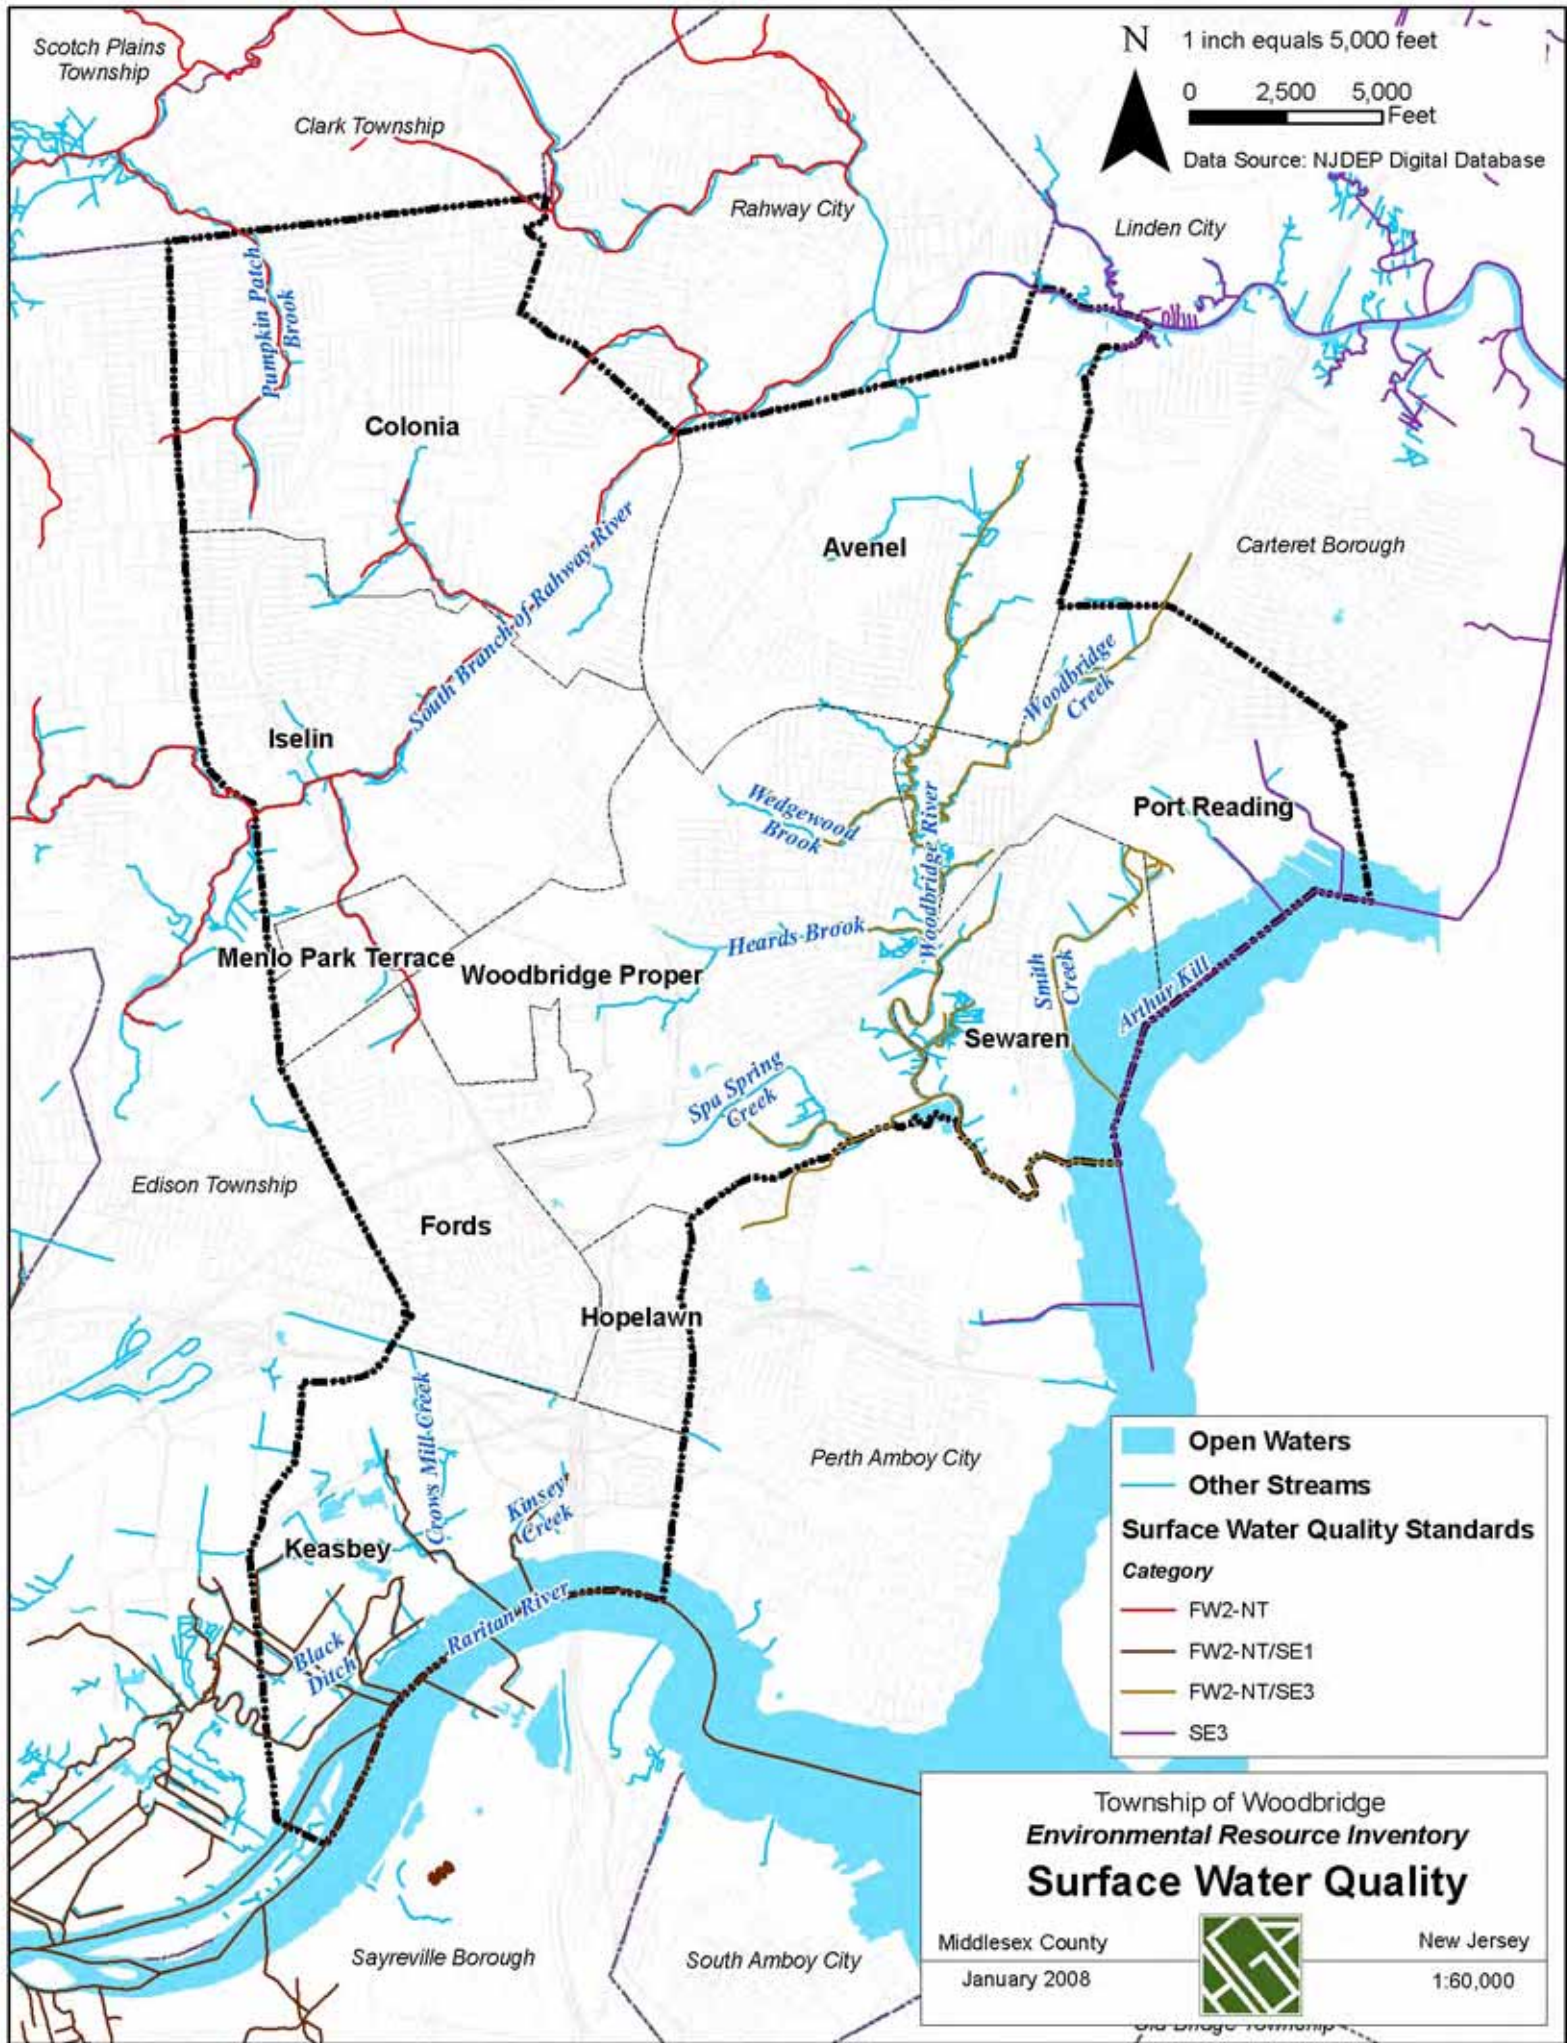 Scotch Plains
Township
Clark Township
N
1 inch equals 5,000 feet
0 2,500 5,000
Feet
Data Source: NJDEP Digital Database
Rahway City
Linden City
Pumpkin Patch
Brook
Colonia
South Branch of Rahway River
Avenel
Carteret Borough
Woodbridge
Creek
Iselin
Wedgewood
Brook
Woodbridge River
Port Reading
Heards Brook
Menlo Park Terrace
Woodbridge Proper
Smith
Creek
Arthur Kill
Sewaren
Spa Spring
Creek
Edison Township
Fords
Hopelawn
Crows Mill Creek
Perth Amboy City
Kinsey
Creek
Keasbey
Raritan River
Black
Ditch
Open Waters
Other Streams
Surface Water Quality Standards
Category
FW2-NT
FW2-NT/SE1
FW2-NT/SE3
SE3
Township of Woodbridge
Environmental Resource Inventory
Surface Water Quality
Middlesex County
New Jersey
January 2008
1:60,000
Sayreville Borough
South Amboy City
Old Bridge Township